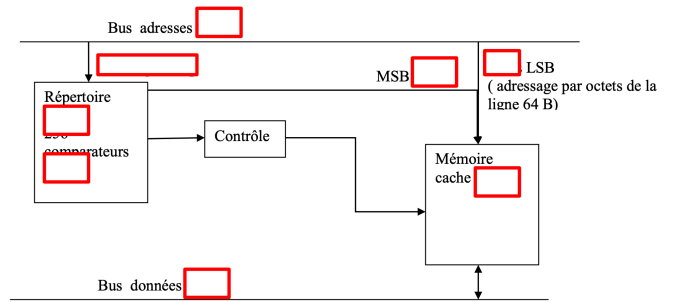 Bus adresses
MSB
LSB
( adressage par octets de la
ligne 64 B)
Répertoire
comparateurs
Contrôle
Mémoire
cache
Bus données